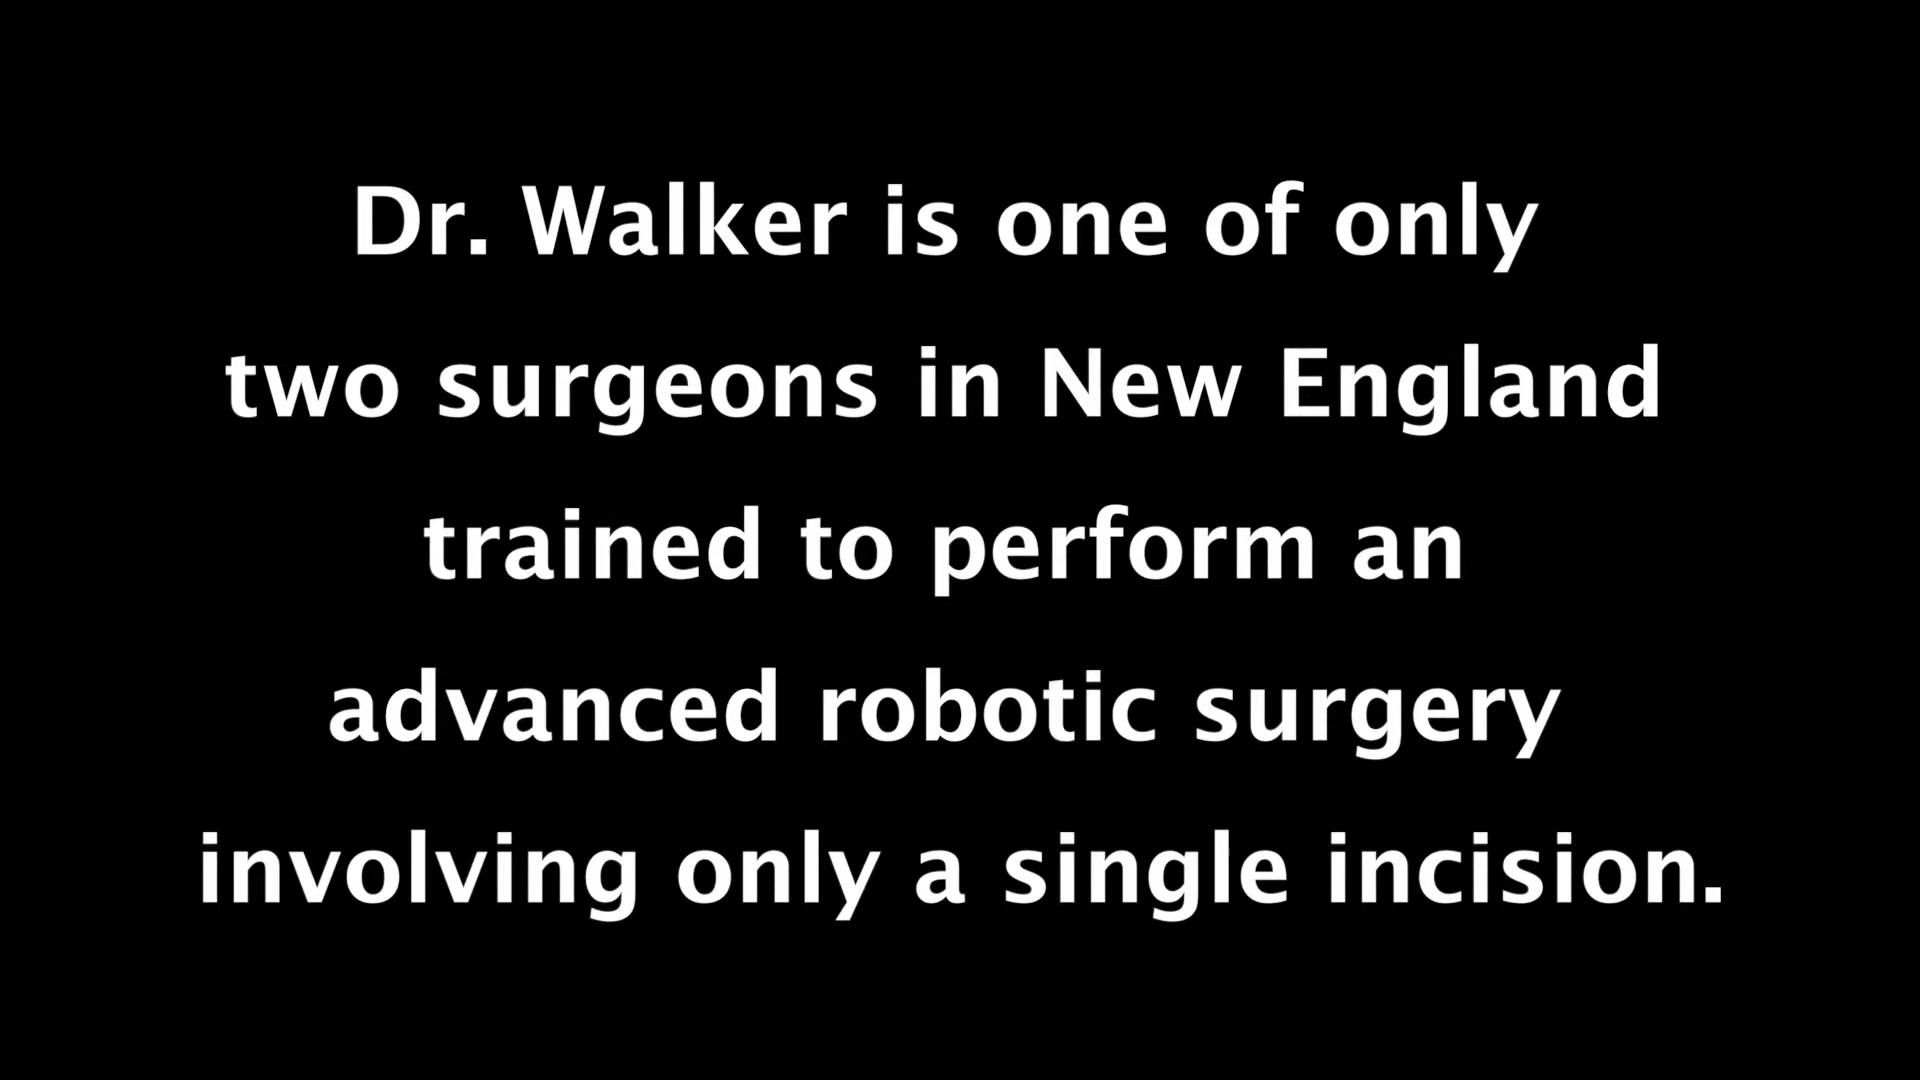 Dr. Walker is one of only
two surgeons in New England
trained to perform an
advanced robotic surgery
involving only a single incision.